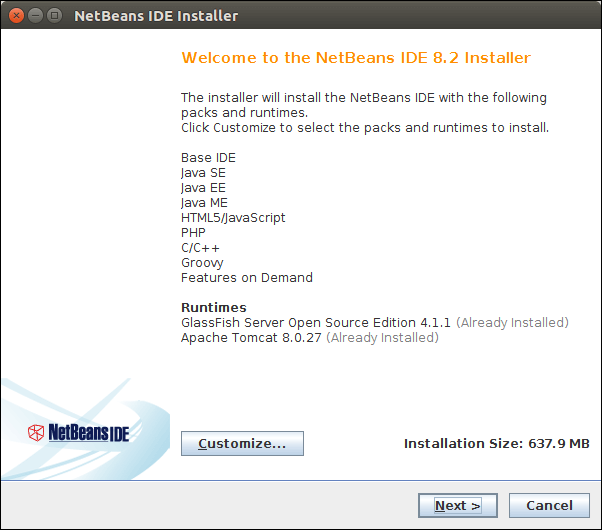 NetBeans IDE Installer
Welcome to the NetBeans IDE 8.2 Installer
The installer will install the NetBeans IDE with the following
packs and runtimes.
Click Customize to select the packs and runtimes to install.
Base IDE
Java SE
Java EE
Java ME
HTML5/JavaScript
PHP
C/C++
Groovy
Features on Demand
Runtimes
GlassFish Server Open Source Edition 4.1.1 (Already Installed)
Apache Tomcat 8.0.27 (Already Installed)
NetBeans IDE
Customize... Installation Size: 637.9 MB
Next > Cancel